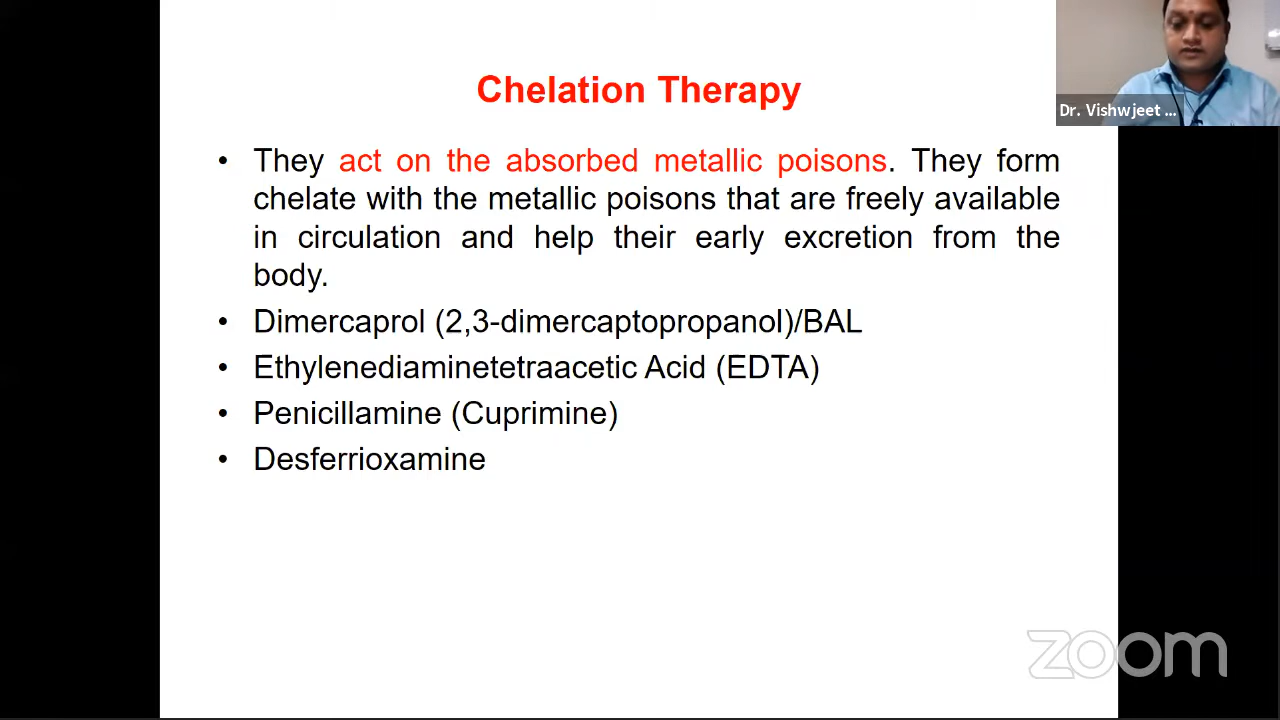 Chelation Therapy
Dr. Vishwjeet ...
• They act on the absorbed metallic poisons. They form
chelate with the metallic poisons that are freely available
in circulation and help their early excretion from the
body.
• Dimercaprol (2,3-dimercaptopropanol)/BAL
• Ethylenediaminetetraacetic Acid (EDTA)
• Penicillamine (Cuprimine)
• Desferrioxamine
zoom